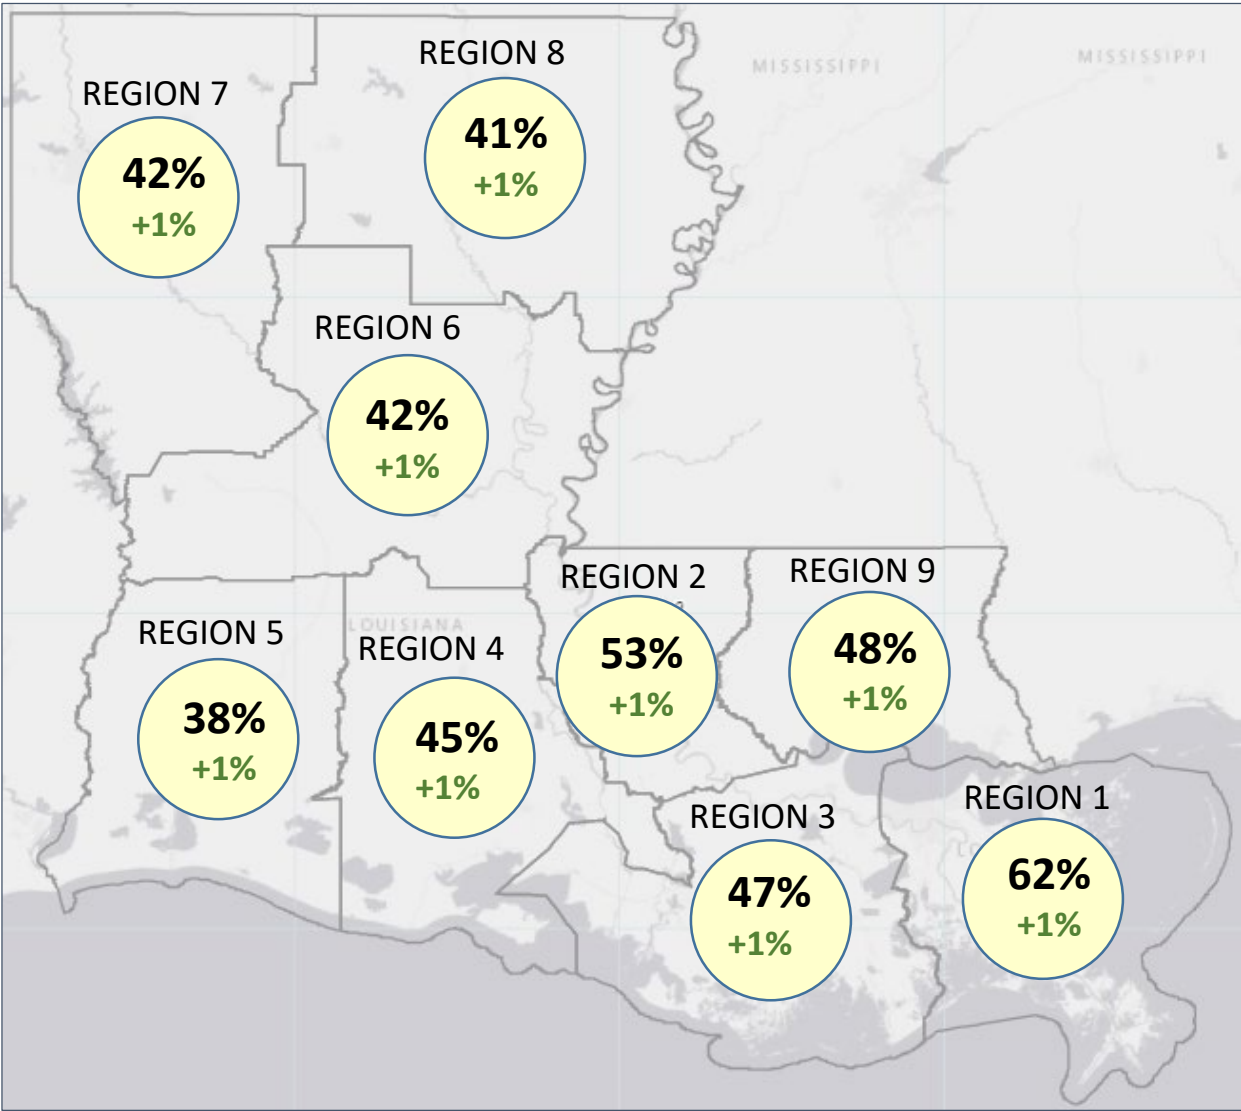 MISSISSIPPI
MISSISSIPPI
REGION 8
41%
+1%
REGION 7
42%
+1%
REGION 6
42%
+1%
REGION 2
53%
+1%
REGION 9
48%
+1%
LOUISIANA
REGION 5
38%
+1%
REGION 4
45%
+1%
REGION 3
47%
+1%
REGION 1
62%
+1%